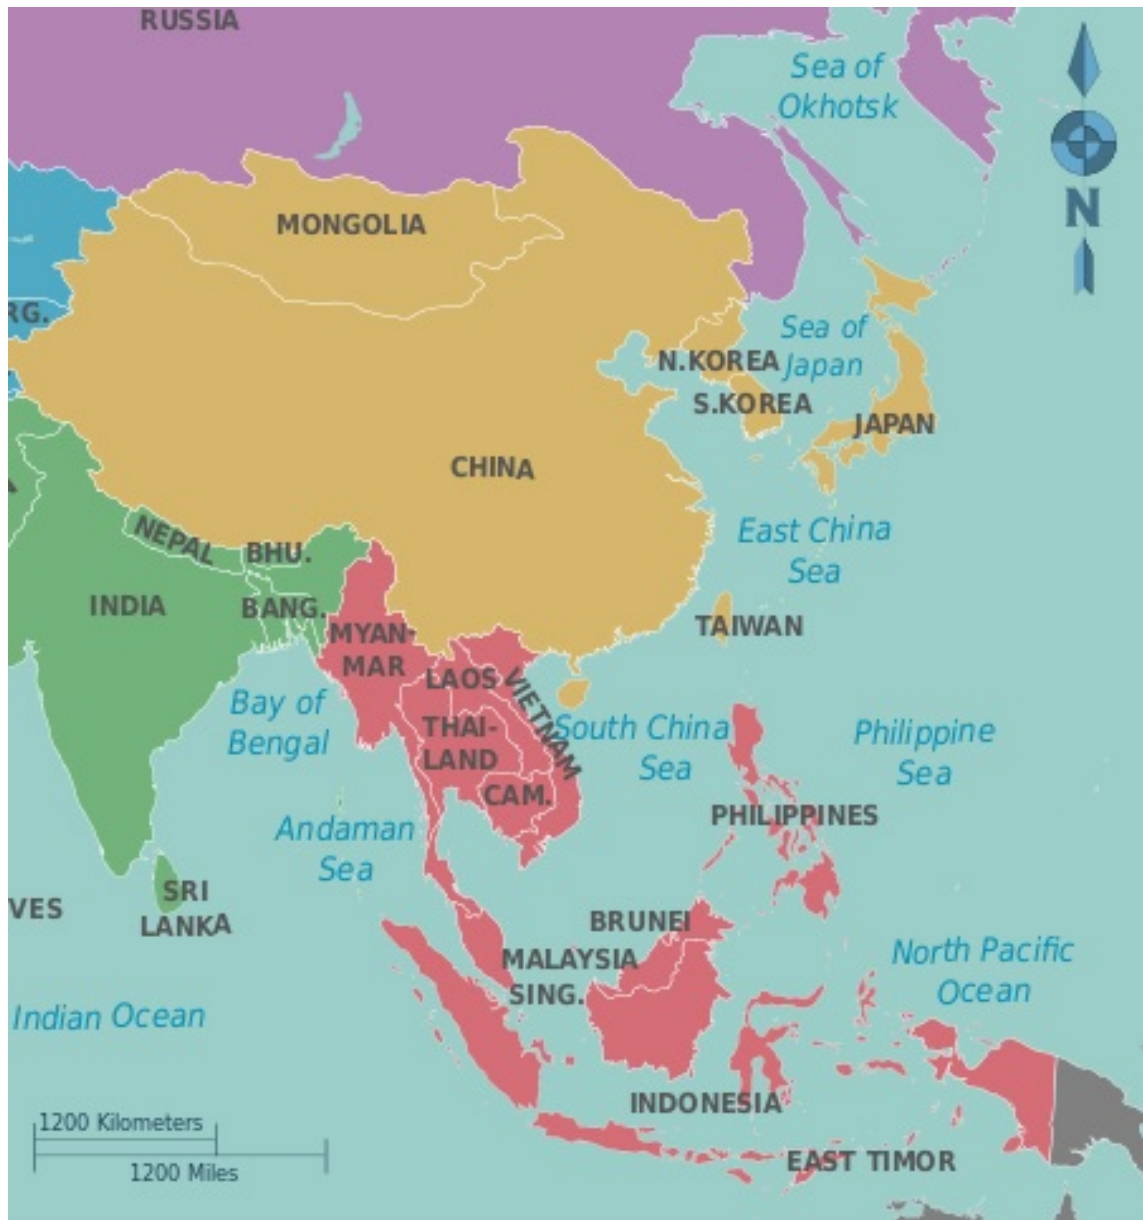 RUSSIA
Sea of
Okhotsk
N
MONGOLIA
RG.
Sea of
Japan
N.KOREA
S.KOREA
JAPAN
CHINA
East China
Sea
NEPAL
BHU.
INDIA
BANG.
TAIWAN
MYAN-
MAR
LAOS
VIETNAM
Bay of
Bengal
THAI-
LAND
South China
Sea
Philippine
Sea
CAM.
PHILIPPINES
Andaman
Sea
SRI
LANKA
VES
BRUNEI
MALAYSIA
SING.
North Pacific
Ocean
Indian Ocean
INDONESIA
1200 Kilometers
1200 Miles
EAST TIMOR